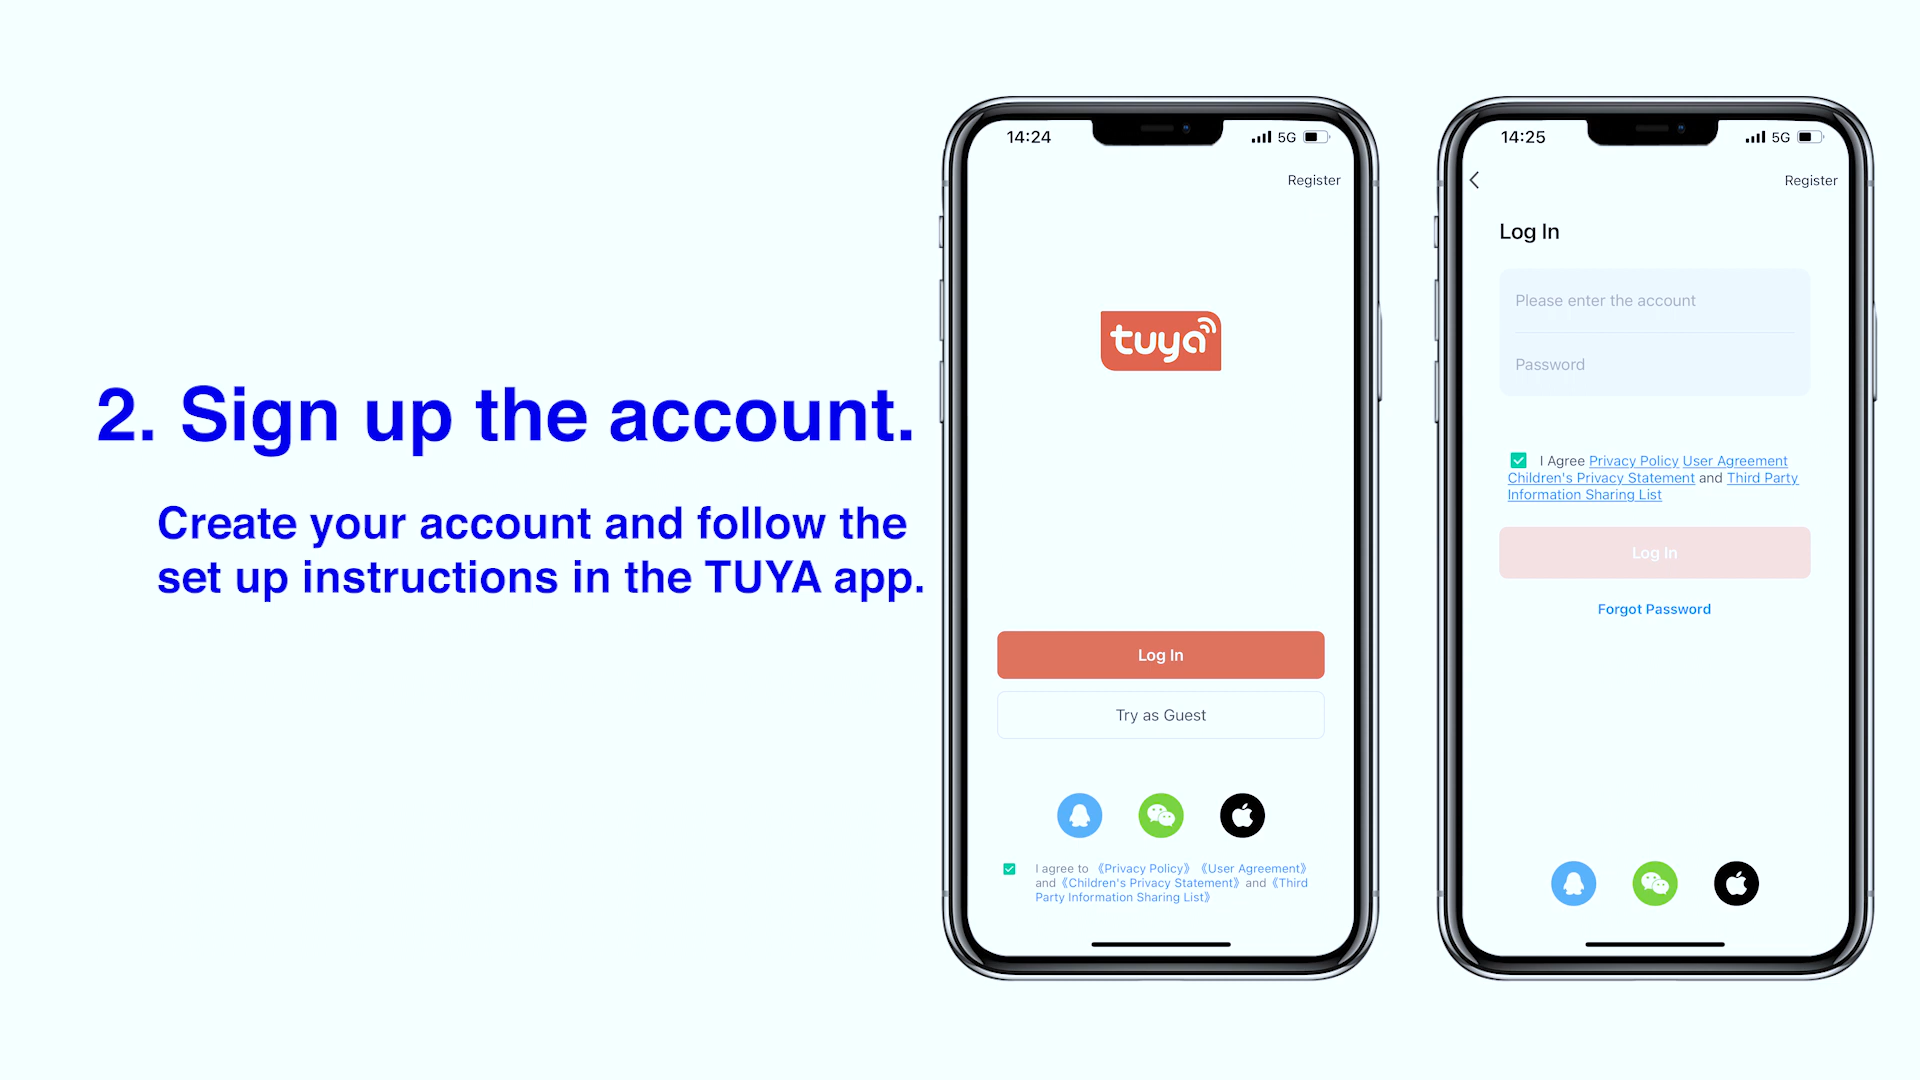 2. Sign up the account.
Create your account and follow the
set up instructions in the TUYA app.
14:24
5G
Register
tuya
Log In
Try as Guest
I agree to 《Privacy Policy》 《User Agreement》
and 《Children's Privacy Statement》 and 《Third
Party Information Sharing List》
14:25
5G
Register
Log In
Please enter the account
Password
I Agree Privacy Policy User Agreement
Children's Privacy Statement and Third Party
Information Sharing List
Log In
Forgot Password